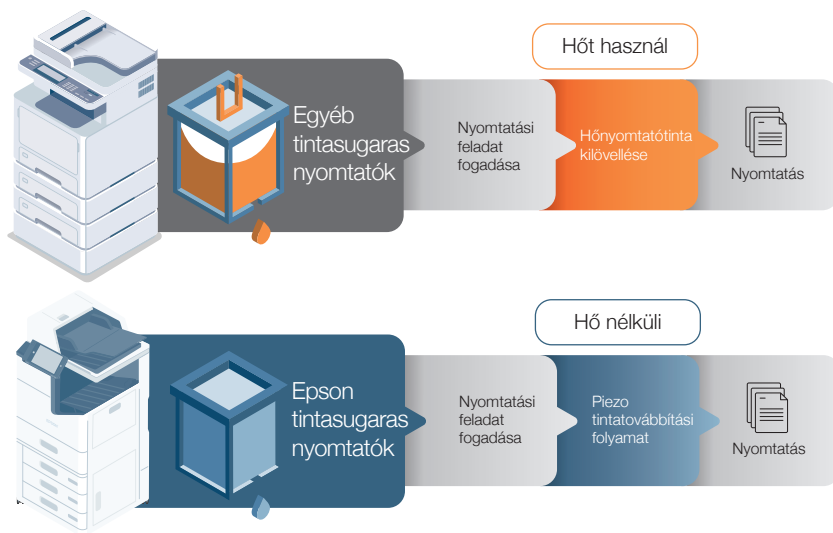 Hőt használ
Egyéb
tintasugaras
nyomtatók
Nyomtatási
feladat
fogadása
Hőnyomtatótinta
kilövellése
Nyomtatás
Hő nélküli
Epson
tintasugaras
nyomtatók
Nyomtatási
feladat
fogadása
Piezo
tintatovábbítási
folyamat
Nyomtatás